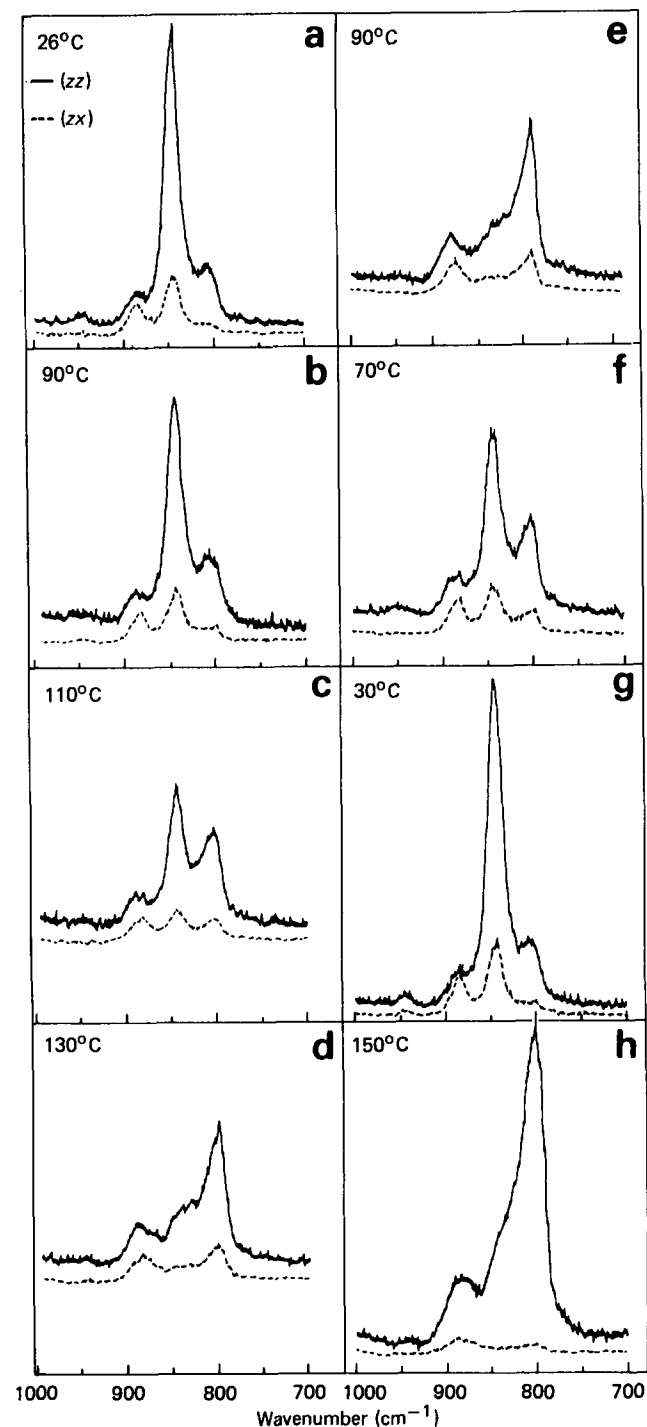 a
26°C
— (zz)
--- (zx)
b
90°C
c
110°C
d
130°C
1000 900 800 700
e
90°C
f
70°C
g
30°C
h
150°C
1000 900 800 700
Wavenumber (cm⁻¹)